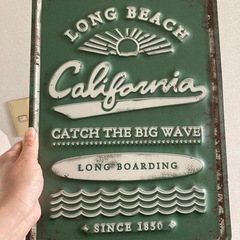 LONG BEACH
California
CATCH THE BIG WAVE
LONG BOARDING
SINCE 1850